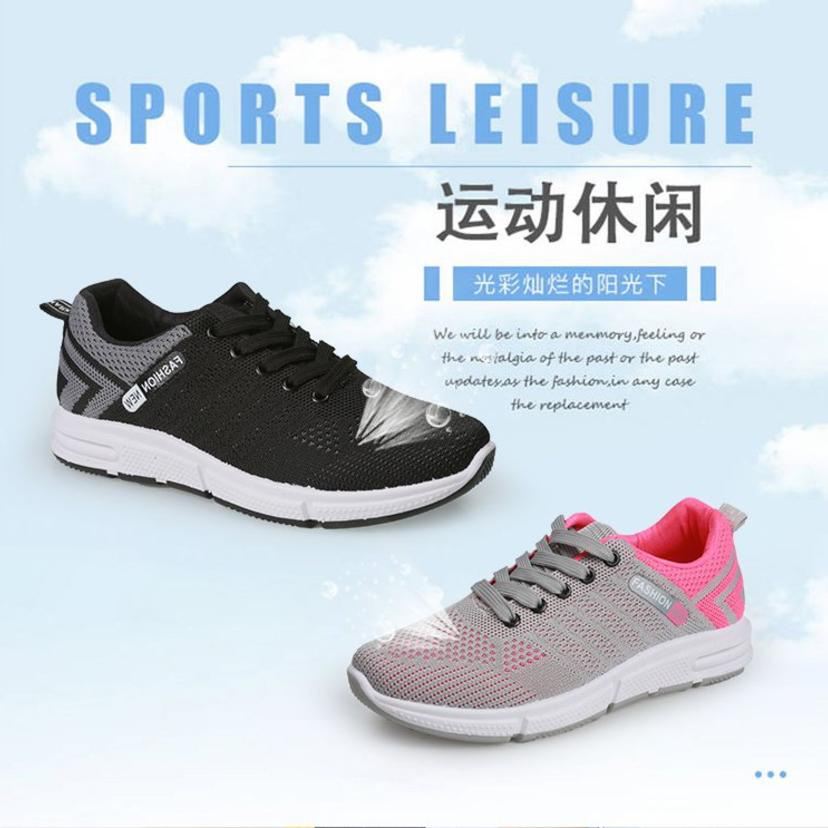 SPORTS LEISURE
运动休闲
光彩灿烂的阳光下
We will be into a menmory,feeling or
the nostalgia of the past or the past
updates,as the fashion,in any case
the replacement
FASHION
NEW
FASHION